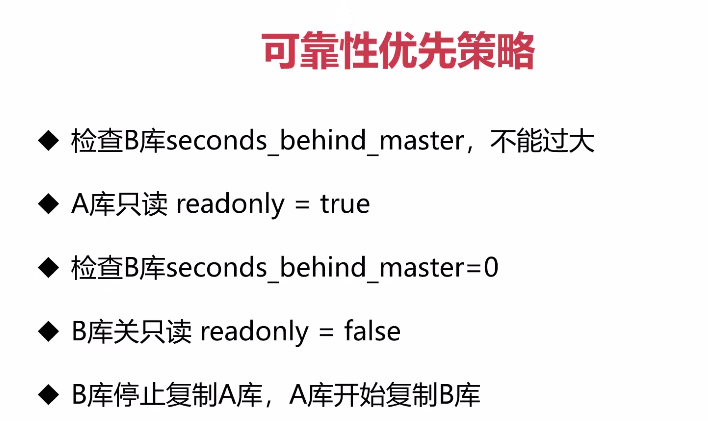 可靠性优先策略
◆ 检查B库seconds_behind_master，不能过大
◆ A库只读 readonly = true
◆ 检查B库seconds_behind_master=0
◆ B库关只读 readonly = false
◆ B库停止复制A库，A库开始复制B库